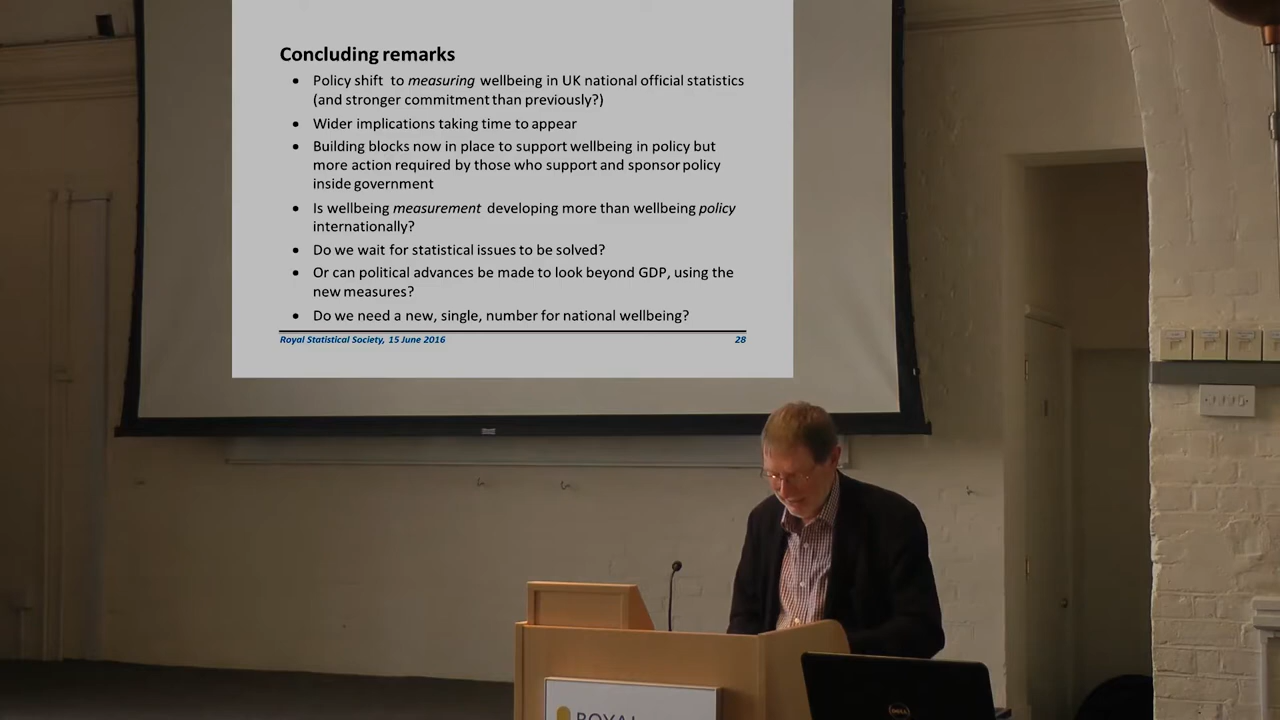 Concluding remarks
• Policy shift to measuring wellbeing in UK national official statistics
(and stronger commitment than previously?)
• Wider implications taking time to appear
• Building blocks now in place to support wellbeing in policy but
more action required by those who support and sponsor policy
inside government
• Is wellbeing measurement developing more than wellbeing policy
internationally?
• Do we wait for statistical issues to be solved?
• Or can political advances be made to look beyond GDP, using the
new measures?
• Do we need a new, single, number for national wellbeing?
Royal Statistical Society, 15 June 2016 28
ROYAL
DELL